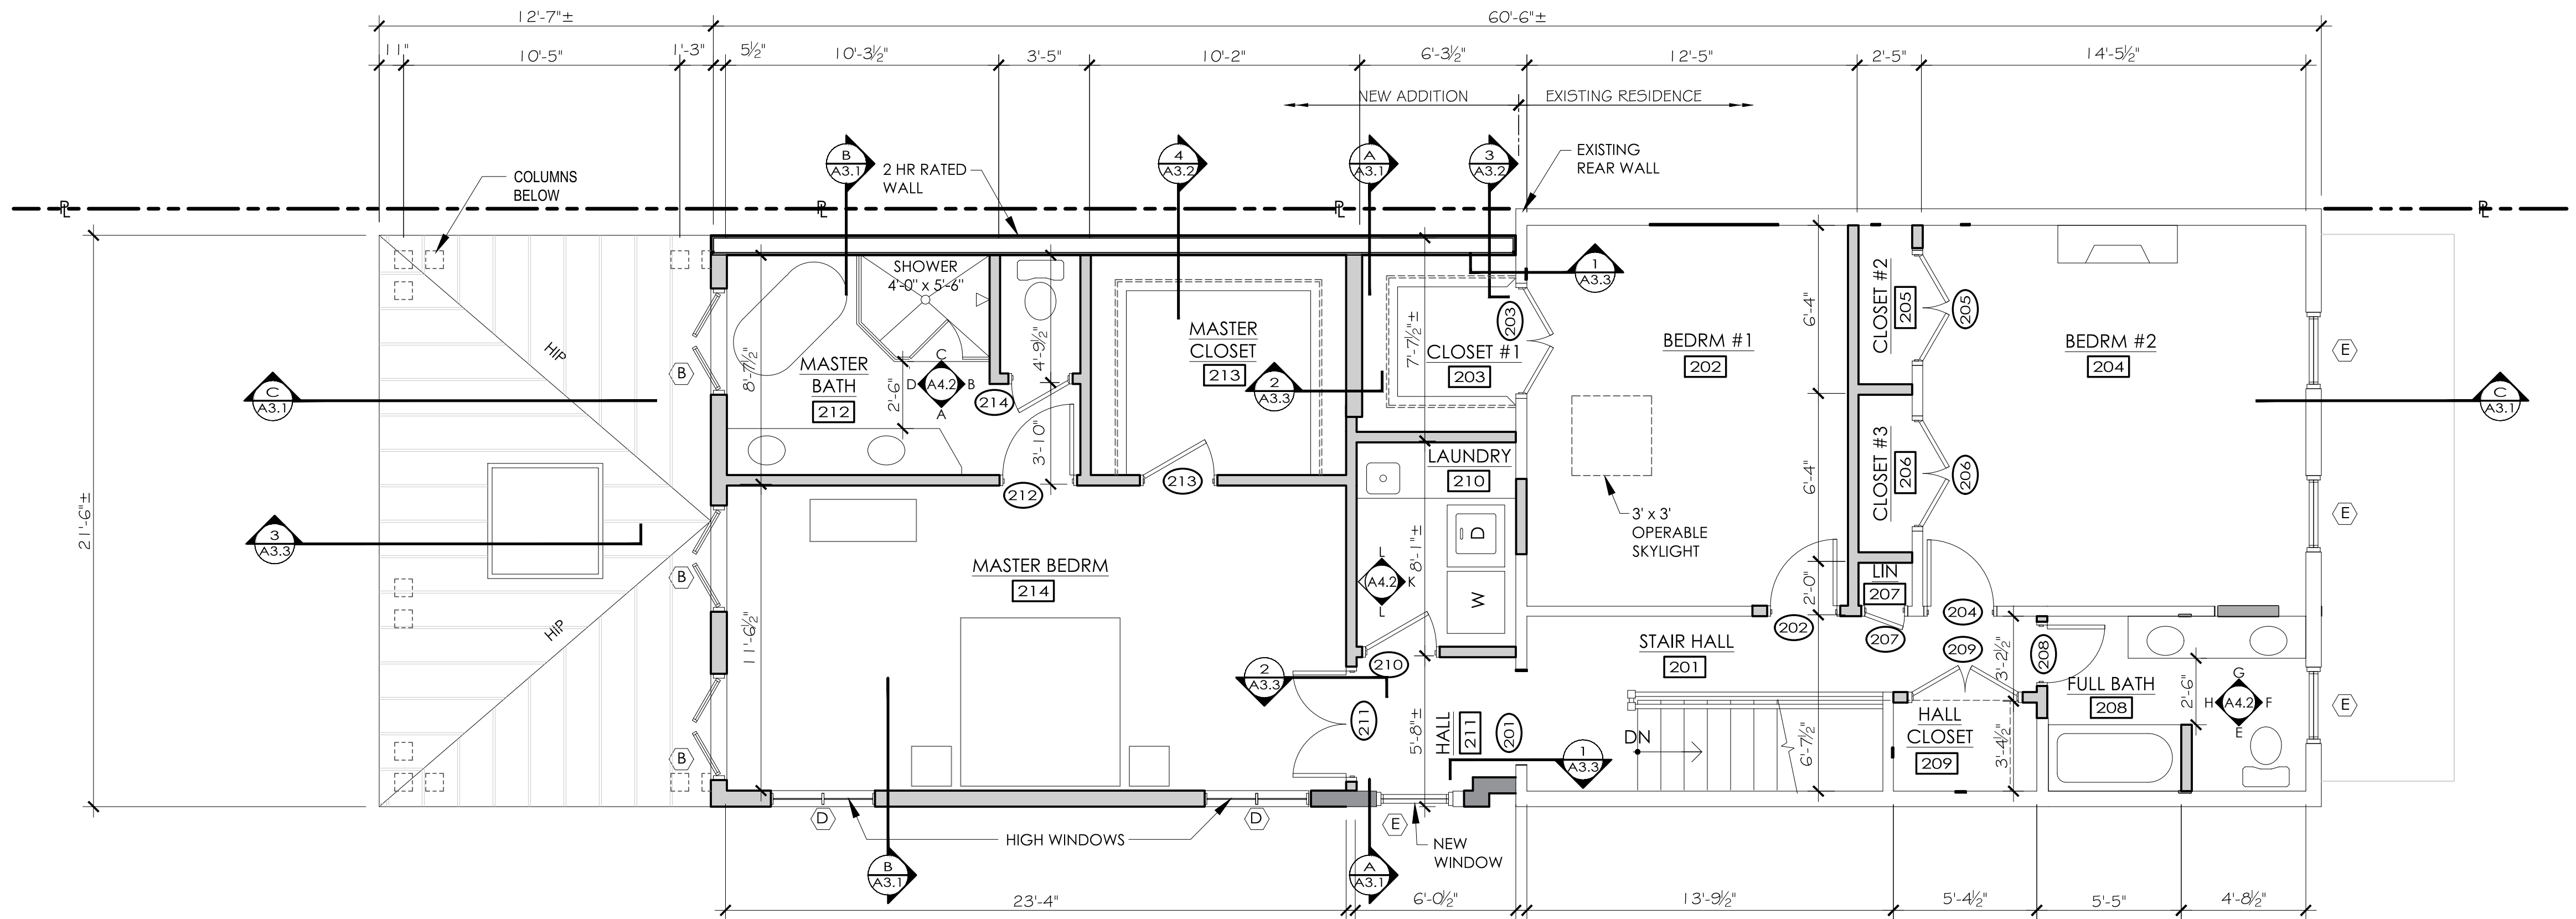 12'-7"±
60'-6"±
11"
10'-5"
1'-3"
5½"
10'-3½"
3'-5"
10'-2"
6'-3½"
12'-5"
2'-5"
14'-5½"
NEW ADDITION
EXISTING RESIDENCE
COLUMNS
BELOW
B
A3.1
2 HR RATED
WALL
4
A3.2
A
A3.1
3
A3.2
EXISTING
REAR WALL
PL
PL
PL
PL
21'-6"±
HIP
HIP
C
A3.1
3
A3.3
B
B
B
8'-7½"
11'-6½"
SHOWER
4'-0" x 5'-6"
MASTER
BATH
212
2'-6"
C
D
A4.2
B
A
4'-9½"
3'-10"
214
212
MASTER
CLOSET
213
213
2
A3.3
7'-7½"±
CLOSET #1
203
203
1
A3.3
BEDRM #1
202
6'-4"
6'-4"
2'-0"
CLOSET #2
205
205
CLOSET #3
206
206
BEDRM #2
204
E
E
E
C
A3.1
LAUNDRY
210
D
W
8'-1"±
L
A4.2
K
L
210
3' x 3'
OPERABLE
SKYLIGHT
MASTER BEDRM
214
2
A3.3
211
5'-8"±
HALL
211
201
1
A3.3
STAIR HALL
201
202
LIN
207
207
204
209
3'-2½"
208
FULL BATH
208
2'-6"
G
H
A4.2
F
E
DN
6'-7½"
HALL
CLOSET
209
3'-4½"
D
D
E
HIGH WINDOWS
NEW
WINDOW
B
A3.1
A
A3.1
23'-4"
6'-0½"
13'-9½"
5'-4½"
5'-5"
4'-8½"